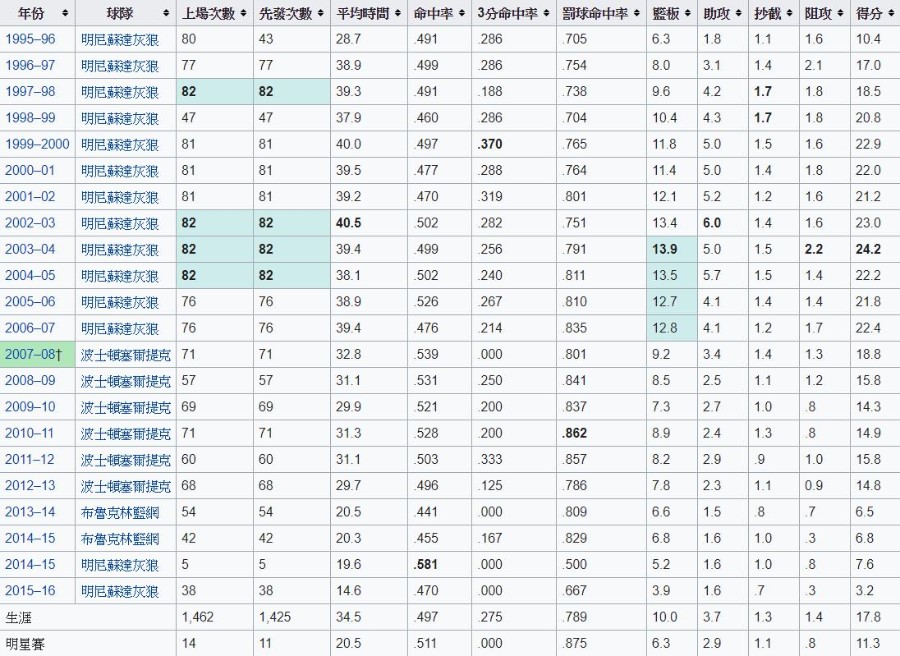 年份 球隊 上場次數 先發次數 平均時間 命中率 3分命中率 罰球命中率 籃板 助攻 抄截 阻攻 得分
1995–96 明尼蘇達灰狼 80 43 28.7 .491 .286 .705 6.3 1.8 1.1 1.6 10.4
1996–97 明尼蘇達灰狼 77 77 38.9 .499 .286 .754 8.0 3.1 1.4 2.1 17.0
1997–98 明尼蘇達灰狼 82 82 39.3 .491 .188 .738 9.6 4.2 1.7 1.8 18.5
1998–99 明尼蘇達灰狼 47 47 37.9 .460 .286 .704 10.4 4.3 1.7 1.8 20.8
1999–2000 明尼蘇達灰狼 81 81 40.0 .497 .370 .765 11.8 5.0 1.5 1.6 22.9
2000–01 明尼蘇達灰狼 81 81 39.5 .477 .288 .764 11.4 5.0 1.4 1.8 22.0
2001–02 明尼蘇達灰狼 81 81 39.2 .470 .319 .801 12.1 5.2 1.2 1.6 21.2
2002–03 明尼蘇達灰狼 82 82 40.5 .502 .282 .751 13.4 6.0 1.4 1.6 23.0
2003–04 明尼蘇達灰狼 82 82 39.4 .499 .256 .791 13.9 5.0 1.5 2.2 24.2
2004–05 明尼蘇達灰狼 82 82 38.1 .502 .240 .811 13.5 5.7 1.5 1.4 22.2
2005–06 明尼蘇達灰狼 76 76 38.9 .526 .267 .810 12.7 4.1 1.4 1.4 21.8
2006–07 明尼蘇達灰狼 76 76 39.4 .476 .214 .835 12.8 4.1 1.2 1.7 22.4
2007–08† 波士頓塞爾提克 71 71 32.8 .539 .000 .801 9.2 3.4 1.4 1.3 18.8
2008–09 波士頓塞爾提克 57 57 31.1 .531 .250 .841 8.5 2.5 1.1 1.2 15.8
2009–10 波士頓塞爾提克 69 69 29.9 .521 .200 .837 7.3 2.7 1.0 .8 14.3
2010–11 波士頓塞爾提克 71 71 31.3 .528 .200 .862 8.9 2.4 1.3 .8 14.9
2011–12 波士頓塞爾提克 60 60 31.1 .503 .333 .857 8.2 2.9 .9 1.0 15.8
2012–13 波士頓塞爾提克 68 68 29.7 .496 .125 .786 7.8 2.3 1.1 0.9 14.8
2013–14 布魯克林籃網 54 54 20.5 .441 .000 .809 6.6 1.5 .8 .7 6.5
2014–15 布魯克林籃網 42 42 20.3 .455 .167 .829 6.8 1.6 1.0 .3 6.8
2014–15 明尼蘇達灰狼 5 5 19.6 .581 .000 .500 5.2 1.6 1.0 .8 7.6
2015–16 明尼蘇達灰狼 38 38 14.6 .470 .000 .667 3.9 1.6 .7 .3 3.2
生涯 1,462 1,425 34.5 .497 .275 .789 10.0 3.7 1.3 1.4 17.8
明星賽 14 11 20.5 .511 .000 .875 6.3 2.9 1.1 .8 11.3